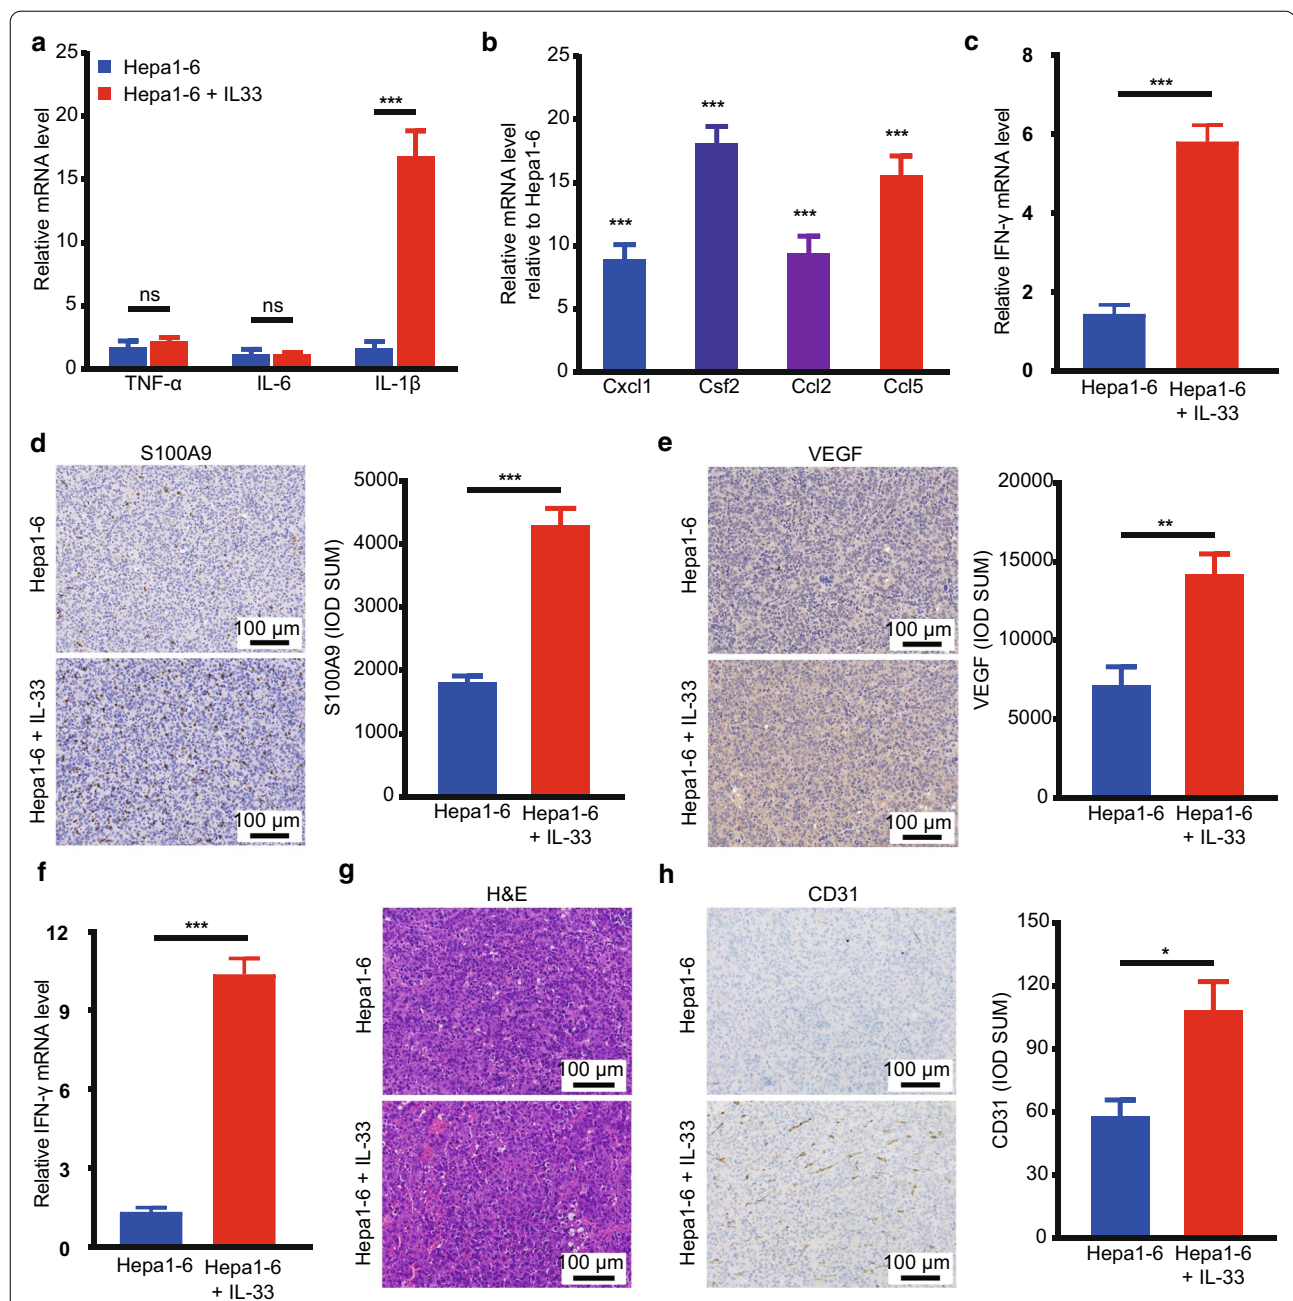 a
Relative mRNA level
25
20
15
10
5
0
Hepa1-6
Hepa1-6 + IL33
ns
ns
***
TNF-α
IL-6
IL-1β
b
Relative mRNA level
relative to Hepa1-6
25
20
15
10
5
0
***
***
***
***
Cxcl1
Csf2
Ccl2
Ccl5
c
Relative IFN-γ mRNA level
8
6
4
2
0
***
Hepa1-6
Hepa1-6
+ IL-33
d
S100A9
Hepa1-6
100 µm
Hepa1-6 + IL-33
100 µm
S100A9 (IOD SUM)
5000
4000
3000
2000
1000
0
***
Hepa1-6
Hepa1-6
+ IL-33
e
VEGF
Hepa1-6
100 µm
Hepa1-6 + IL-33
100 µm
VEGF (IOD SUM)
20000
15000
10000
5000
0
**
Hepa1-6
Hepa1-6
+ IL-33
f
Relative IFN-γ mRNA level
12
9
6
3
0
***
Hepa1-6
Hepa1-6
+ IL-33
g
H&E
Hepa1-6
100 µm
Hepa1-6 + IL-33
100 µm
h
CD31
Hepa1-6
100 µm
Hepa1-6 + IL-33
100 µm
CD31 (IOD SUM)
150
120
90
60
30
0
*
Hepa1-6
Hepa1-6
+ IL-33